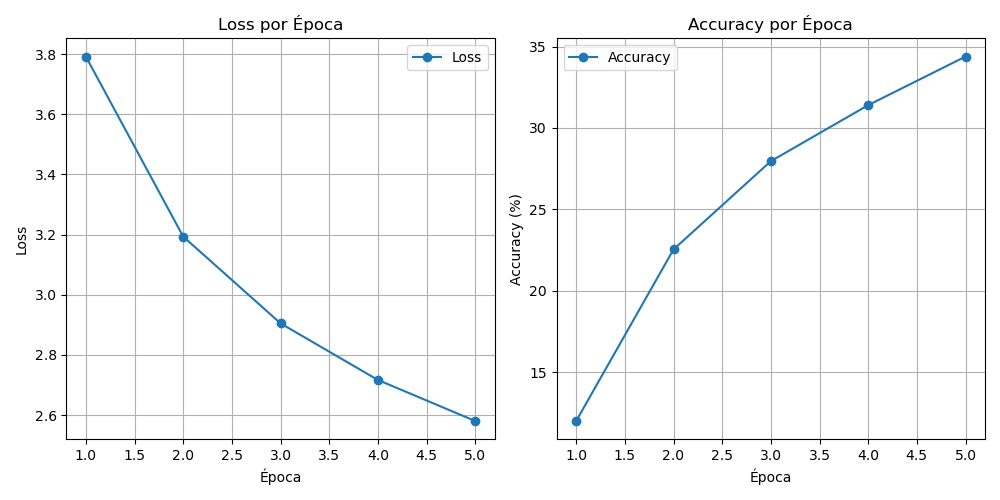 Loss por Época
Loss
3.8
3.6
3.4
3.2
3.0
2.8
2.6
Loss
1.0 1.5 2.0 2.5 3.0 3.5 4.0 4.5 5.0
Época
Accuracy por Época
Accuracy
35
30
25
20
15
Accuracy (%)
1.0 1.5 2.0 2.5 3.0 3.5 4.0 4.5 5.0
Época